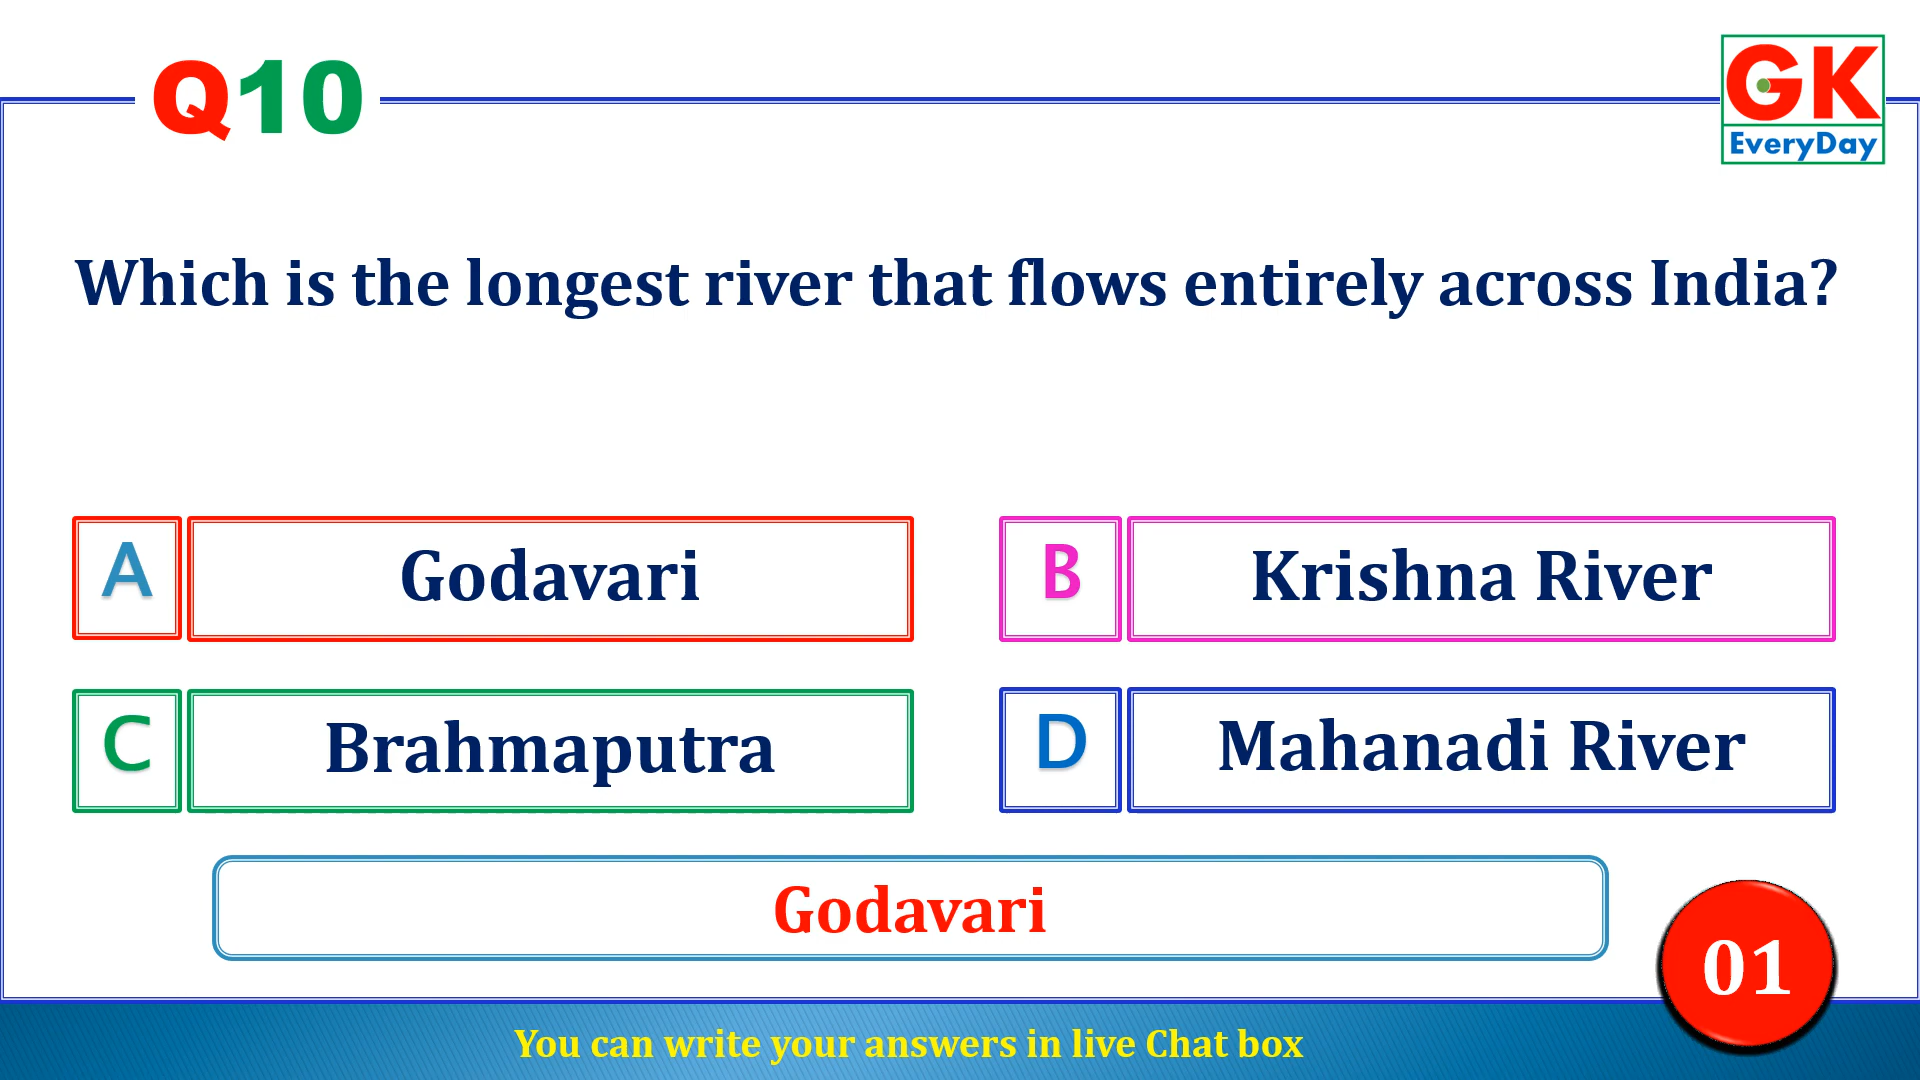 Q10
GK
EveryDay
Which is the longest river that flows entirely across India?
A Godavari
B Krishna River
C Brahmaputra
D Mahanadi River
Godavari
01
You can write your answers in live Chat box